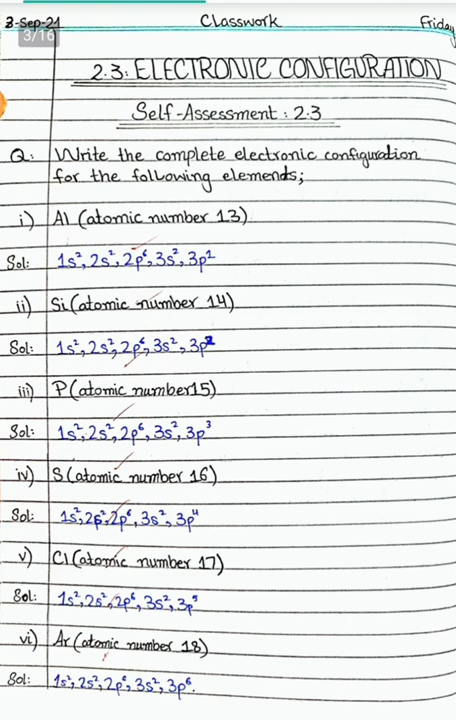 3-Sep-21 Classwork Friday
3/16
2.3: ELECTRONIC CONFIGURATION
Self-Assessment: 2.3
Q: Write the complete electronic configuration
for the following elements;
i) Al (atomic number 13)
Sol: 1s², 2s², 2p⁶, 3s², 3p¹
ii) Si (atomic number 14)
Sol: 1s², 2s², 2p⁶, 3s², 3p²
iii) P (atomic number 15)
Sol: 1s², 2s², 2p⁶, 3s², 3p³
iv) S (atomic number 16)
Sol: 1s², 2s², 2p⁶, 3s², 3p⁴
v) Cl (atomic number 17)
Sol: 1s², 2s², 2p⁶, 3s², 3p⁵
vi) Ar (atomic number 18)
Sol: 1s², 2s², 2p⁶, 3s², 3p⁶.